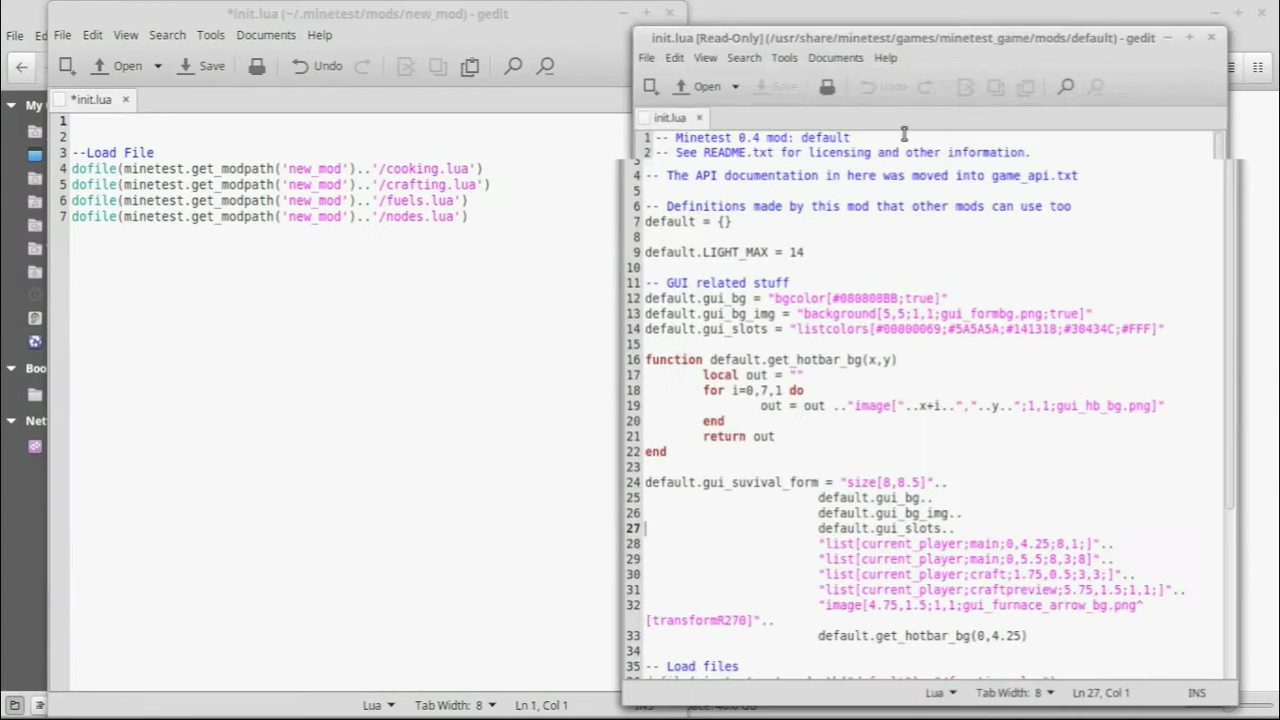 *init.lua (~/.minetest/mods/new_mod) - gedit
File Edit View Search Tools Documents Help
Open Save Undo
*init.lua
1
2
3 --Load File
4 dofile(minetest.get_modpath('new_mod')..'/cooking.lua')
5 dofile(minetest.get_modpath('new_mod')..'/crafting.lua')
6 dofile(minetest.get_modpath('new_mod')..'/fuels.lua')
7 dofile(minetest.get_modpath('new_mod')..'/nodes.lua')
Lua Tab Width: 8 Ln 1, Col 1 INS
File
My
Boo
Net
init.lua [Read-Only] (/usr/share/minetest/games/minetest_game/mods/default) - gedit
File Edit View Search Tools Documents Help
Open Save Undo
init.lua
1 -- Minetest 0.4 mod: default
2 -- See README.txt for licensing and other information.
3
4 -- The API documentation in here was moved into game_api.txt
5
6 -- Definitions made by this mod that other mods can use too
7 default = {}
8
9 default.LIGHT_MAX = 14
10
11 -- GUI related stuff
12 default.gui_bg = "bgcolor[#080808BB;true]"
13 default.gui_bg_img = "background[5,5;1,1;gui_formbg.png;true]"
14 default.gui_slots = "listcolors[#00000069;#5A5A5A;#141318;#30434C;#FFF]"
15
16 function default.get_hotbar_bg(x,y)
17 local out = ""
18 for i=0,7,1 do
19 out = out .."image["..x+i..","..y..";1,1;gui_hb_bg.png]"
20 end
21 return out
22 end
23
24 default.gui_suvival_form = "size[8,8.5]"..
25 default.gui_bg..
26 default.gui_bg_img..
27 default.gui_slots..
28 "list[current_player;main;0,4.25;8,1;]"..
29 "list[current_player;main;0,5.5;8,3;8]"..
30 "list[current_player;craft;1.75,0.5;3,3;]"..
31 "list[current_player;craftpreview;5.75,1.5;1,1;]"..
32 "image[4.75,1.5;1,1;gui_furnace_arrow_bg.png^
[transformR270]"..
33 default.get_hotbar_bg(0,4.25)
34
35 -- Load files
Lua Tab Width: 8 Ln 27, Col 1 INS